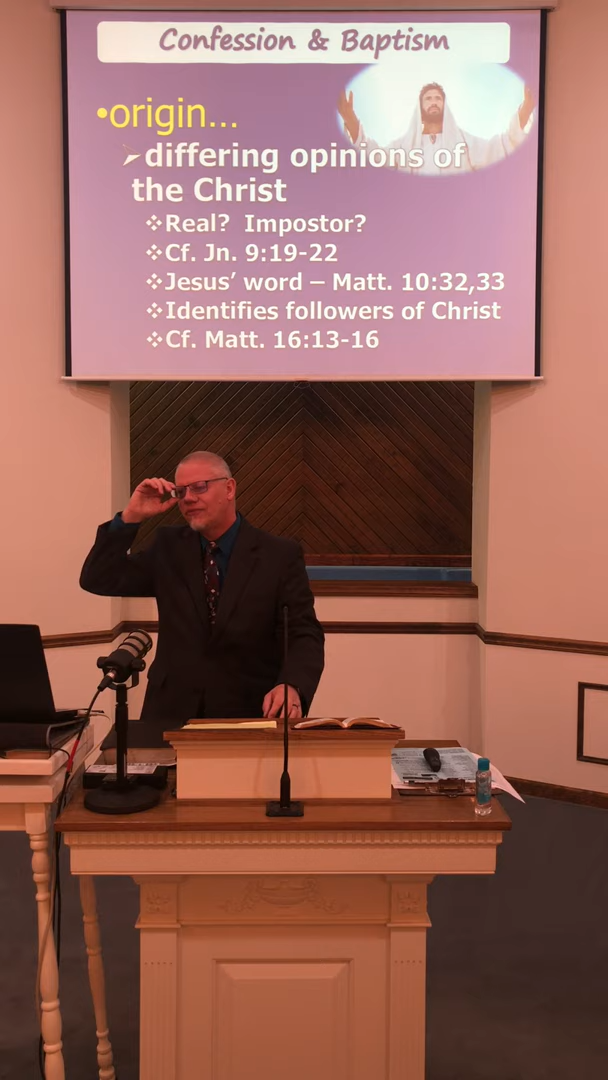 Confession & Baptism
•origin...
➢differing opinions of
the Christ
❖Real?  Impostor?
❖Cf. Jn. 9:19-22
❖Jesus’ word – Matt. 10:32,33
❖Identifies followers of Christ
❖Cf. Matt. 16:13-16